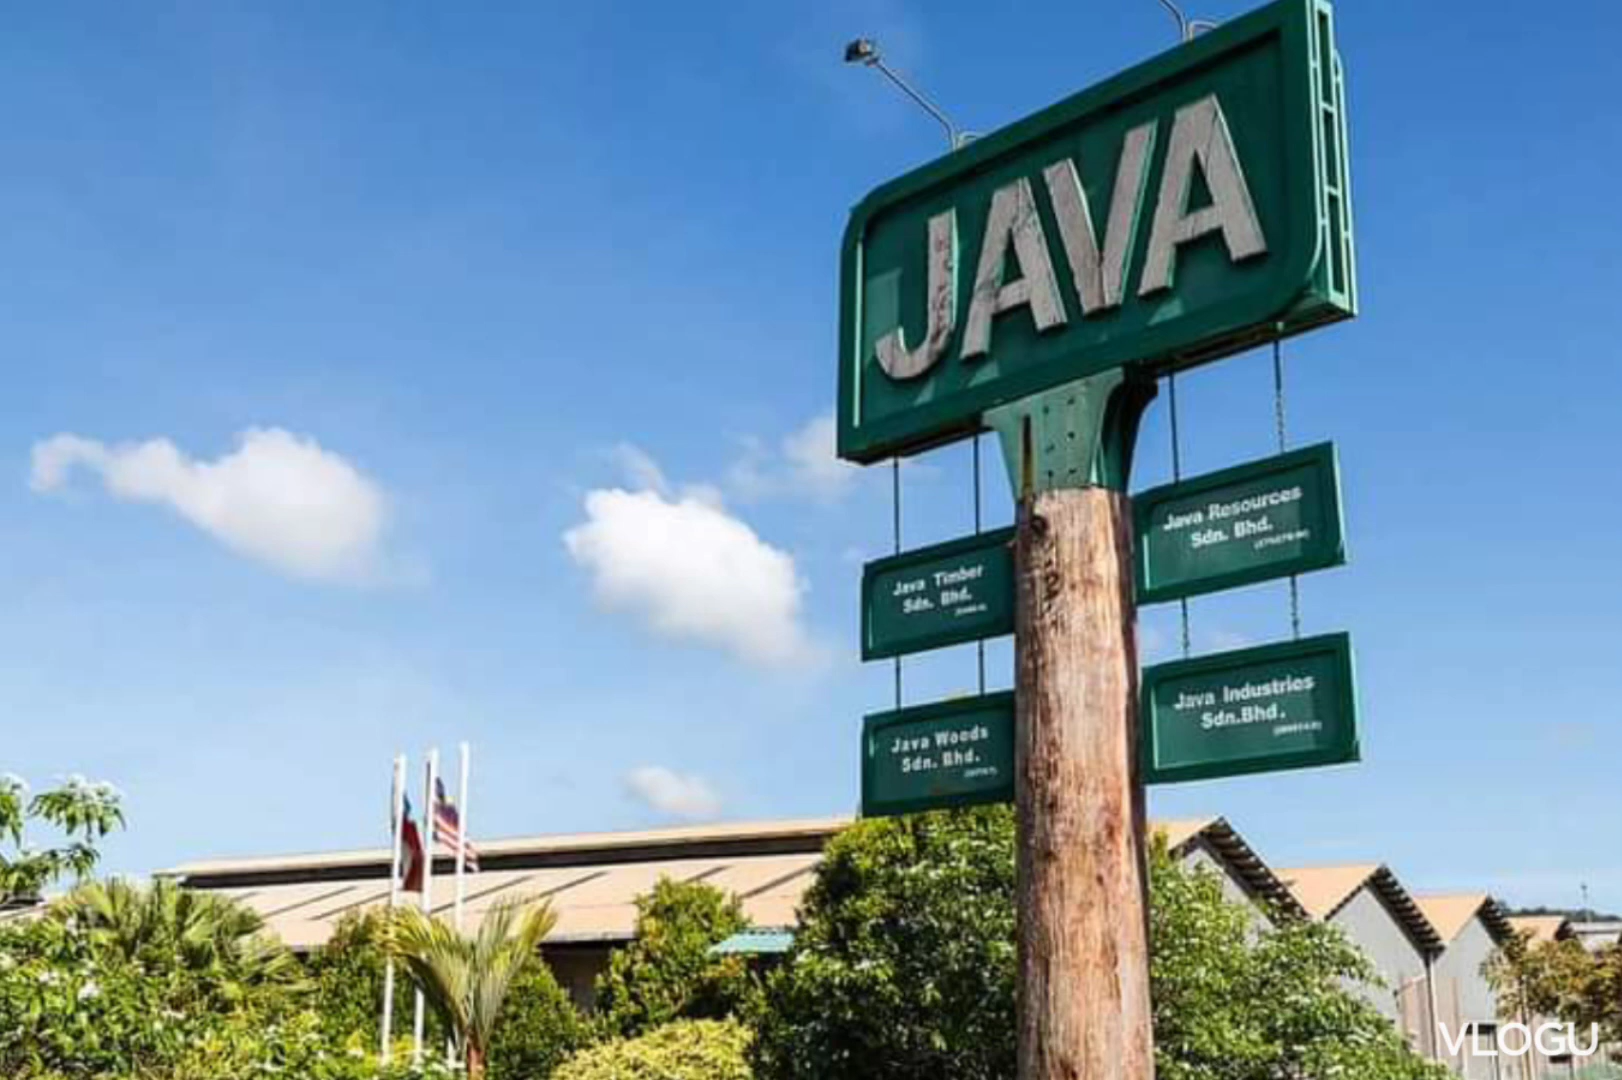 JAVA
Java Timber
Sdn. Bhd.
Java Resources
Sdn. Bhd.
Java Woods
Sdn. Bhd.
Java Industries
Sdn.Bhd.
VLOGU